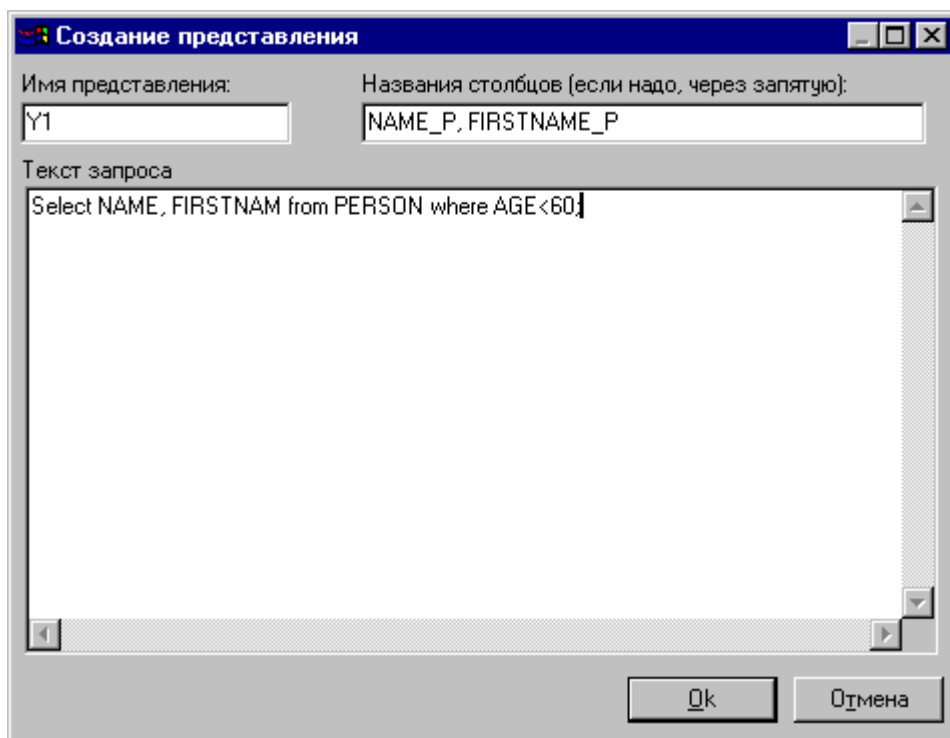 Создание представления
Имя представления:
Названия столбцов (если надо, через запятую):
Y1
NAME_P, FIRSTNAME_P
Текст запроса
Select NAME, FIRSTNAM from PERSON where AGE<60;
Ok
Отмена